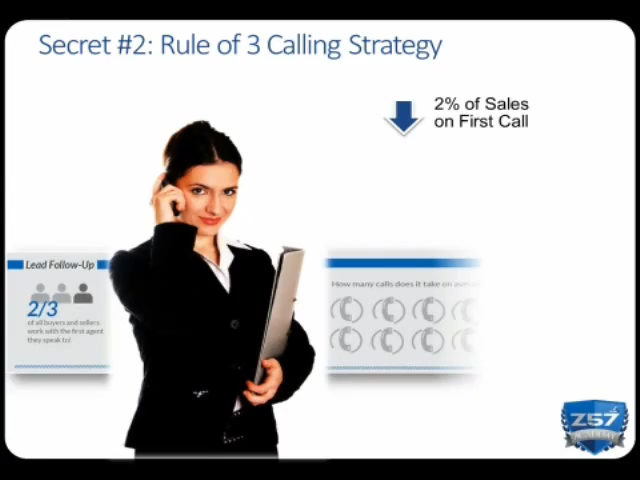 Secret #2: Rule of 3 Calling Strategy
2% of Sales
on First Call
Lead Follow-Up
2/3
of all buyers and sellers
work with the first agent
they speak to!
How many calls does it take on
Z57
ACADEMY